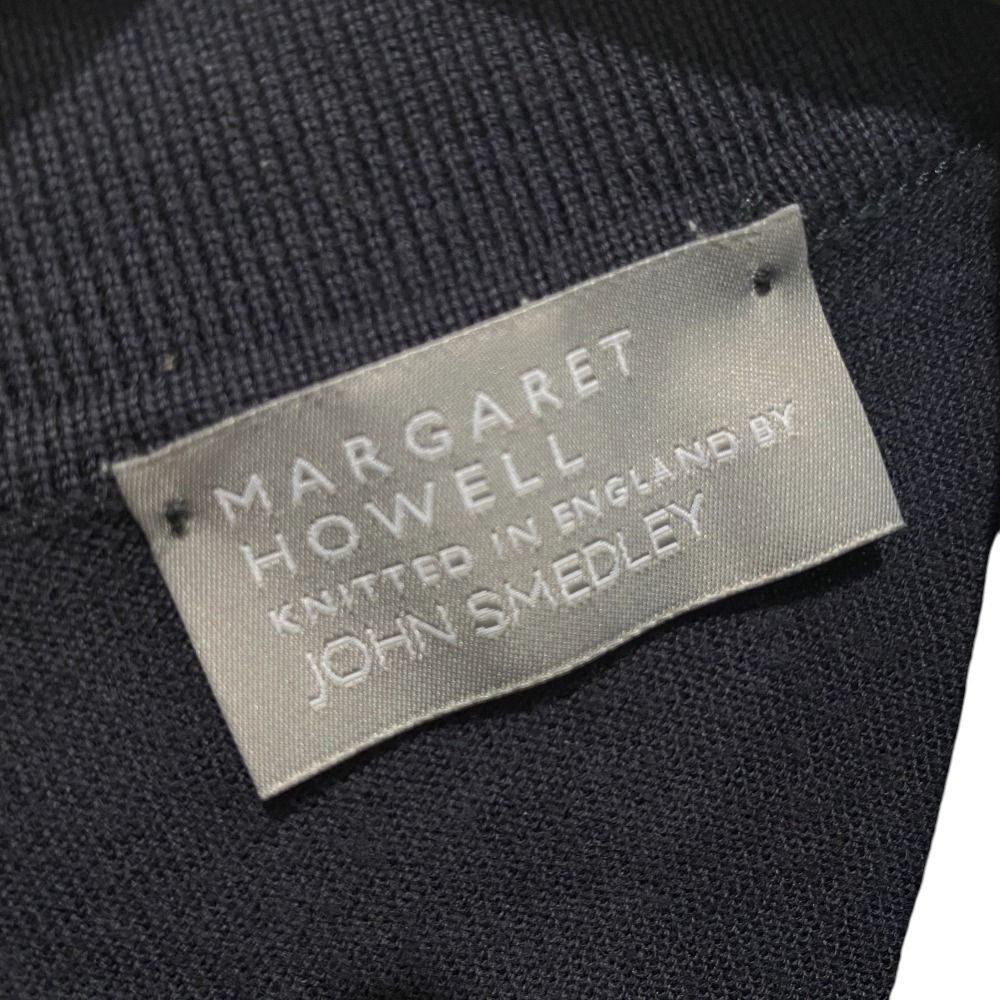 MARGARET
HOWELL
KNITTED IN ENGLAND BY
JOHN SMEDLEY